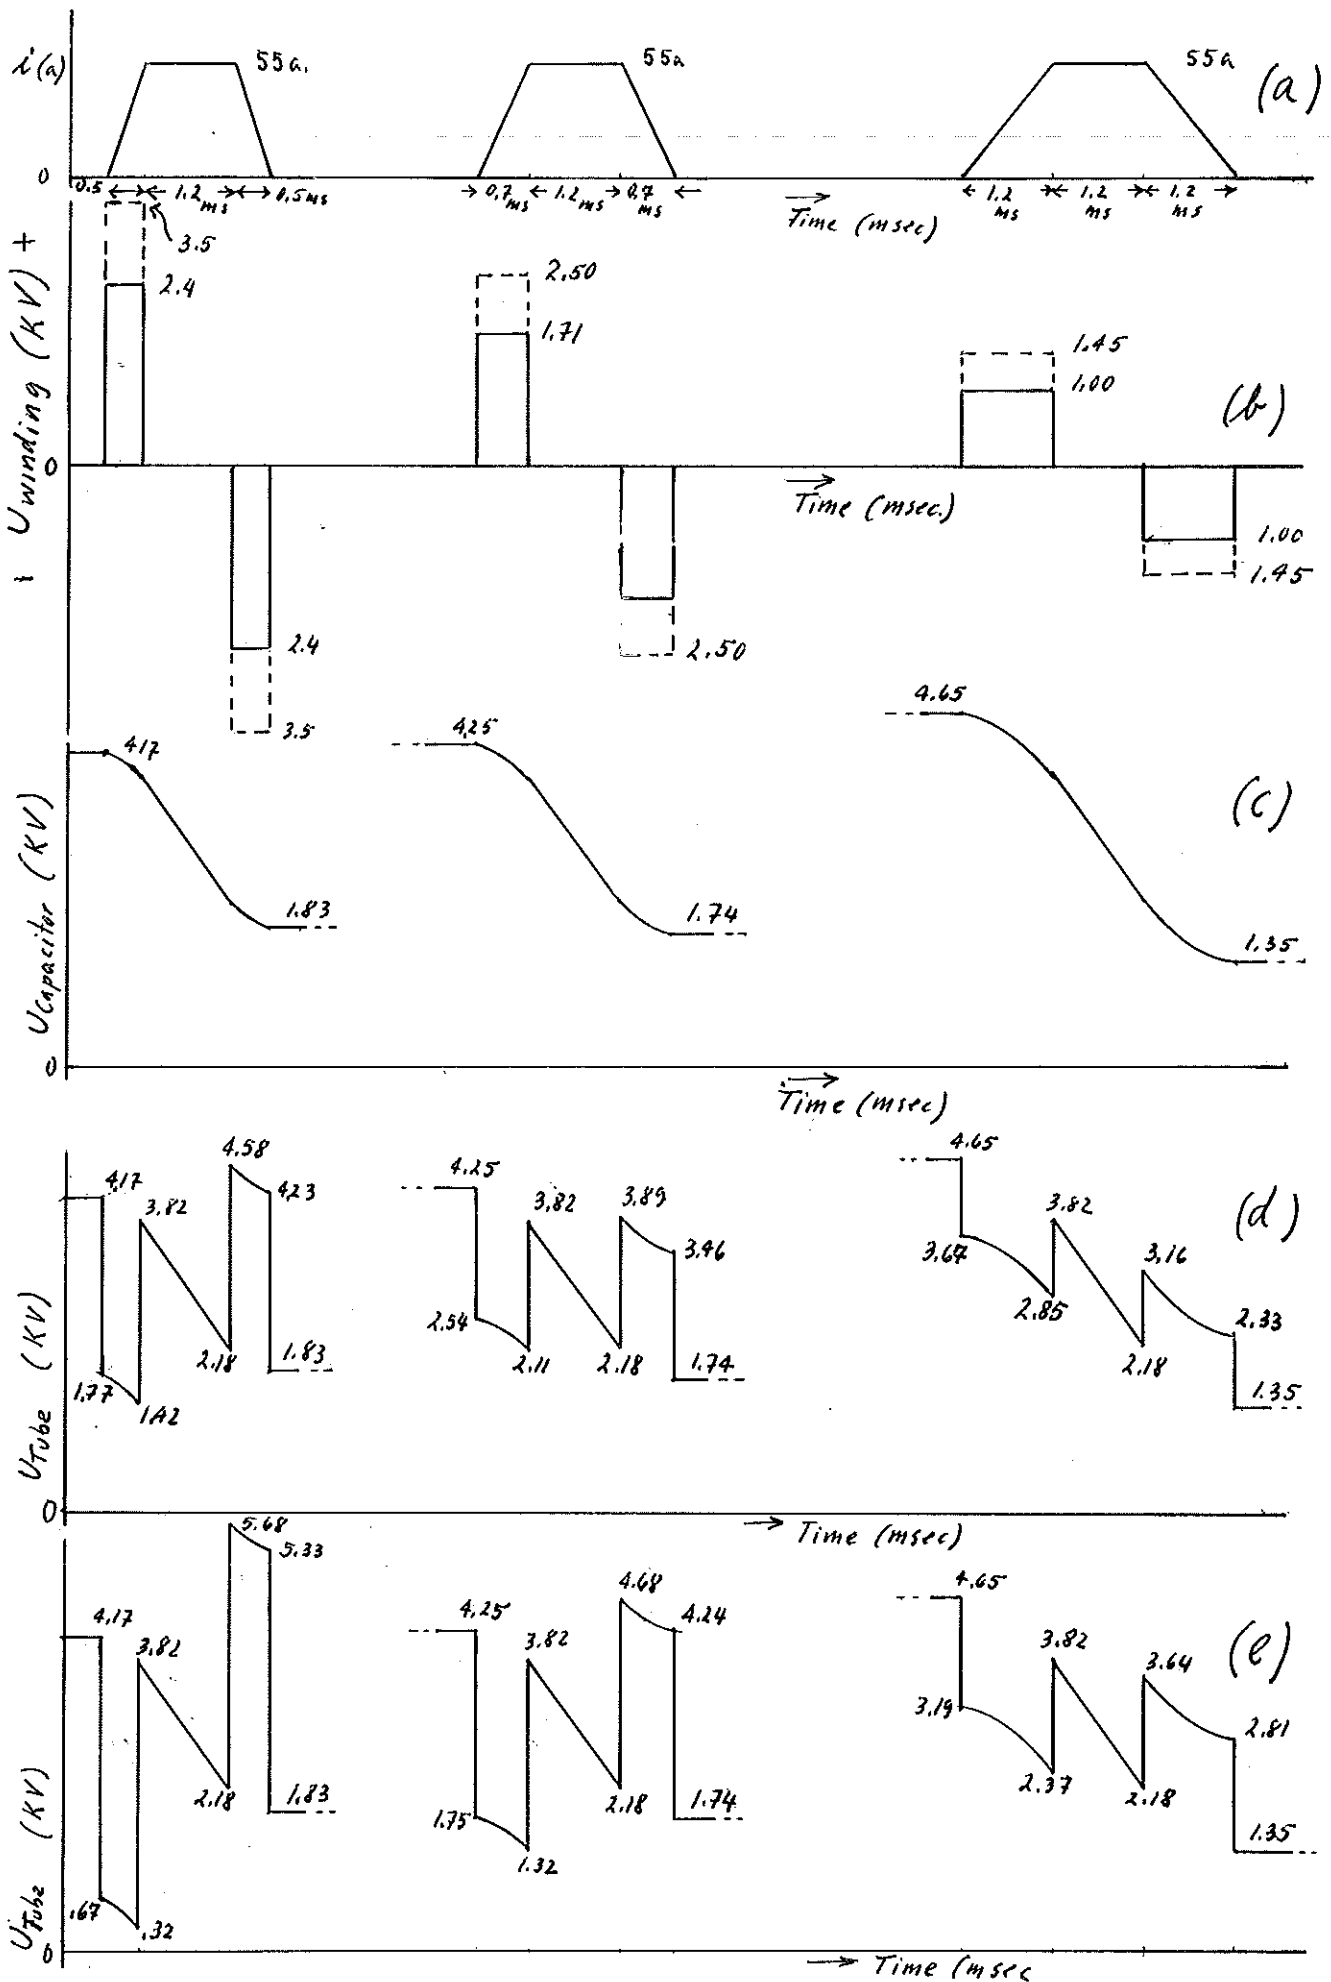 i(a)
55a.
55a
55a
(a)
0
0.5
1.2 ms
0.5 ms
0.7 ms
1.2 ms
0.7 ms
1.2 ms
1.2 ms
1.2 ms
Time (msec)
Uwinding (KV) +
3.5
2.4
2.50
1.71
1.45
1.00
(b)
0
Time (msec.)
2.4
3.5
2.50
1.00
1.45
Ucapacitor (KV)
4.17
4.25
4.65
(c)
1.83
1.74
1.35
0
Time (msec)
UTube (KV)
4.17
3.82
4.58
4.23
1.77
1.42
2.18
1.83
4.25
3.82
3.89
3.46
2.54
2.11
2.18
1.74
4.65
3.82
3.16
3.67
2.85
2.18
2.33
1.35
(d)
0
Time (msec)
UTube (KV)
4.17
3.82
5.68
5.33
.67
.32
2.18
1.83
4.25
3.82
4.68
4.24
1.75
1.32
2.18
1.74
4.65
3.82
3.64
3.19
2.37
2.18
2.81
1.35
(e)
0
Time (msec